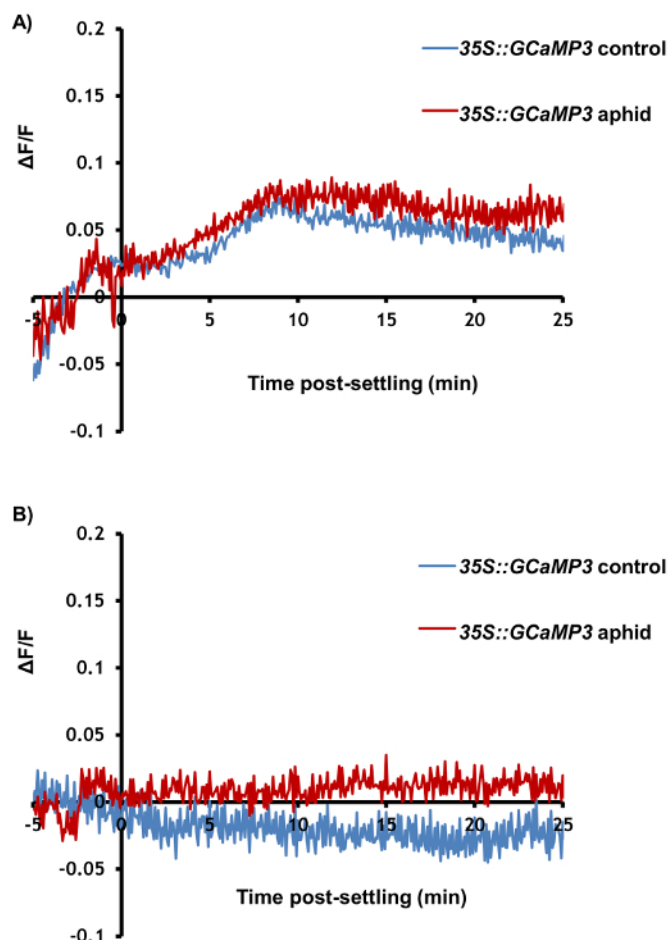 A)
0.2
0.15
0.1
0.05
0
-0.05
-0.1
-5
0
5
10
15
20
25
ΔF/F
Time post-settling (min)
35S::GCaMP3 control
35S::GCaMP3 aphid
B)
0.2
0.15
0.1
0.05
0
-0.05
-0.1
-5
0
5
10
15
20
25
ΔF/F
Time post-settling (min)
35S::GCaMP3 control
35S::GCaMP3 aphid